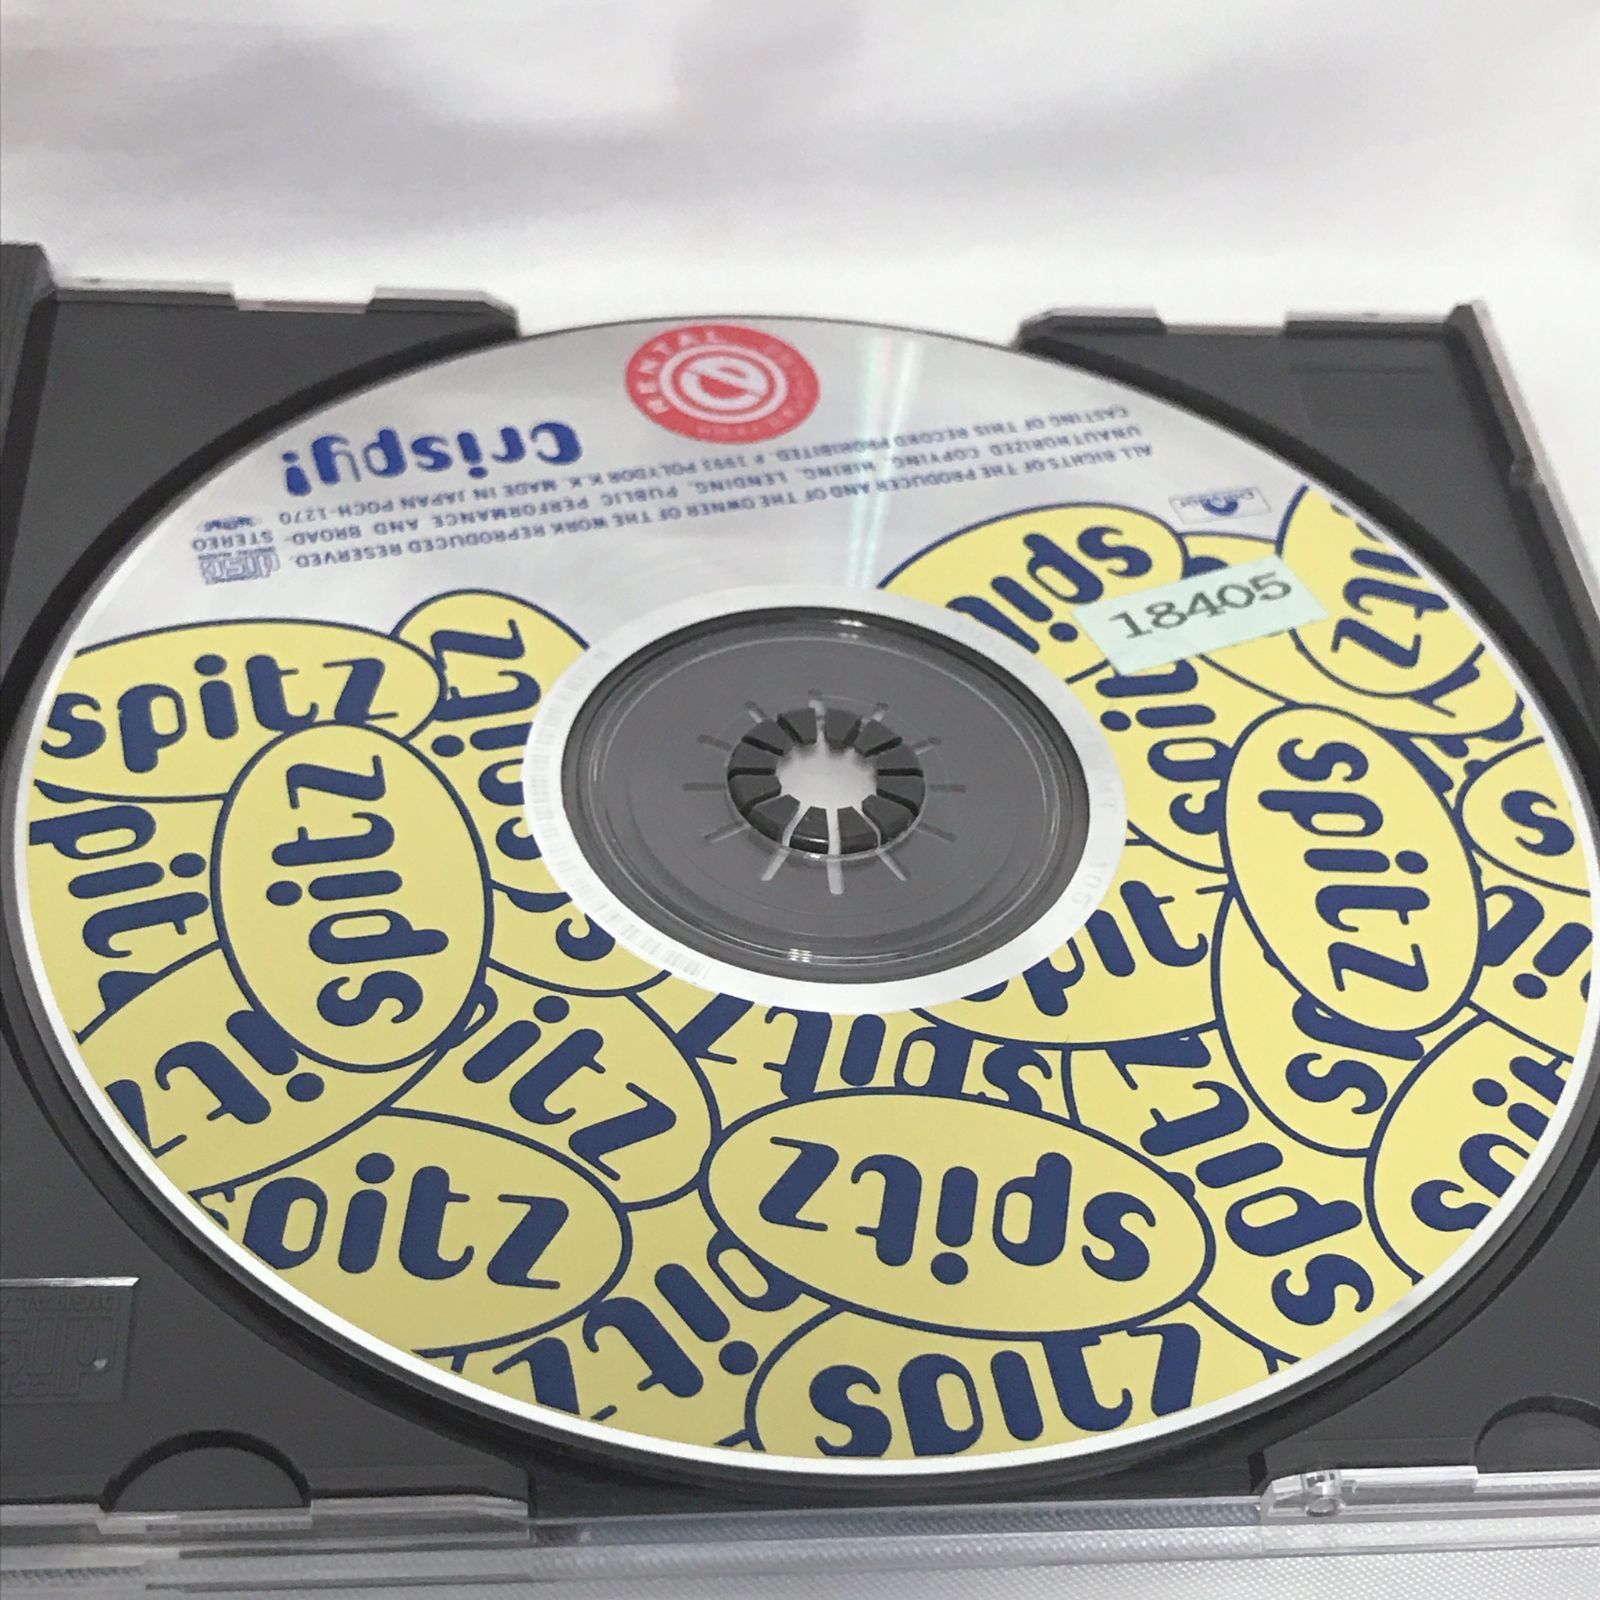 Crispy!
RENTAL
ALL RIGHTS OF THE PRODUCER AND OF THE OWNER OF THE WORK REPRODUCED RESERVED.
UNAUTHORIZED COPYING, HIRING, LENDING, PUBLIC PERFORMANCE AND BROAD-
CASTING OF THIS RECORD PROHIBITED. ℗ 1993 POLYDOR K.K. MADE IN JAPAN POCH-1270
STEREO
disc
18405
spitz
spitz
spitz
spitz
spitz
spitz
spitz
spitz